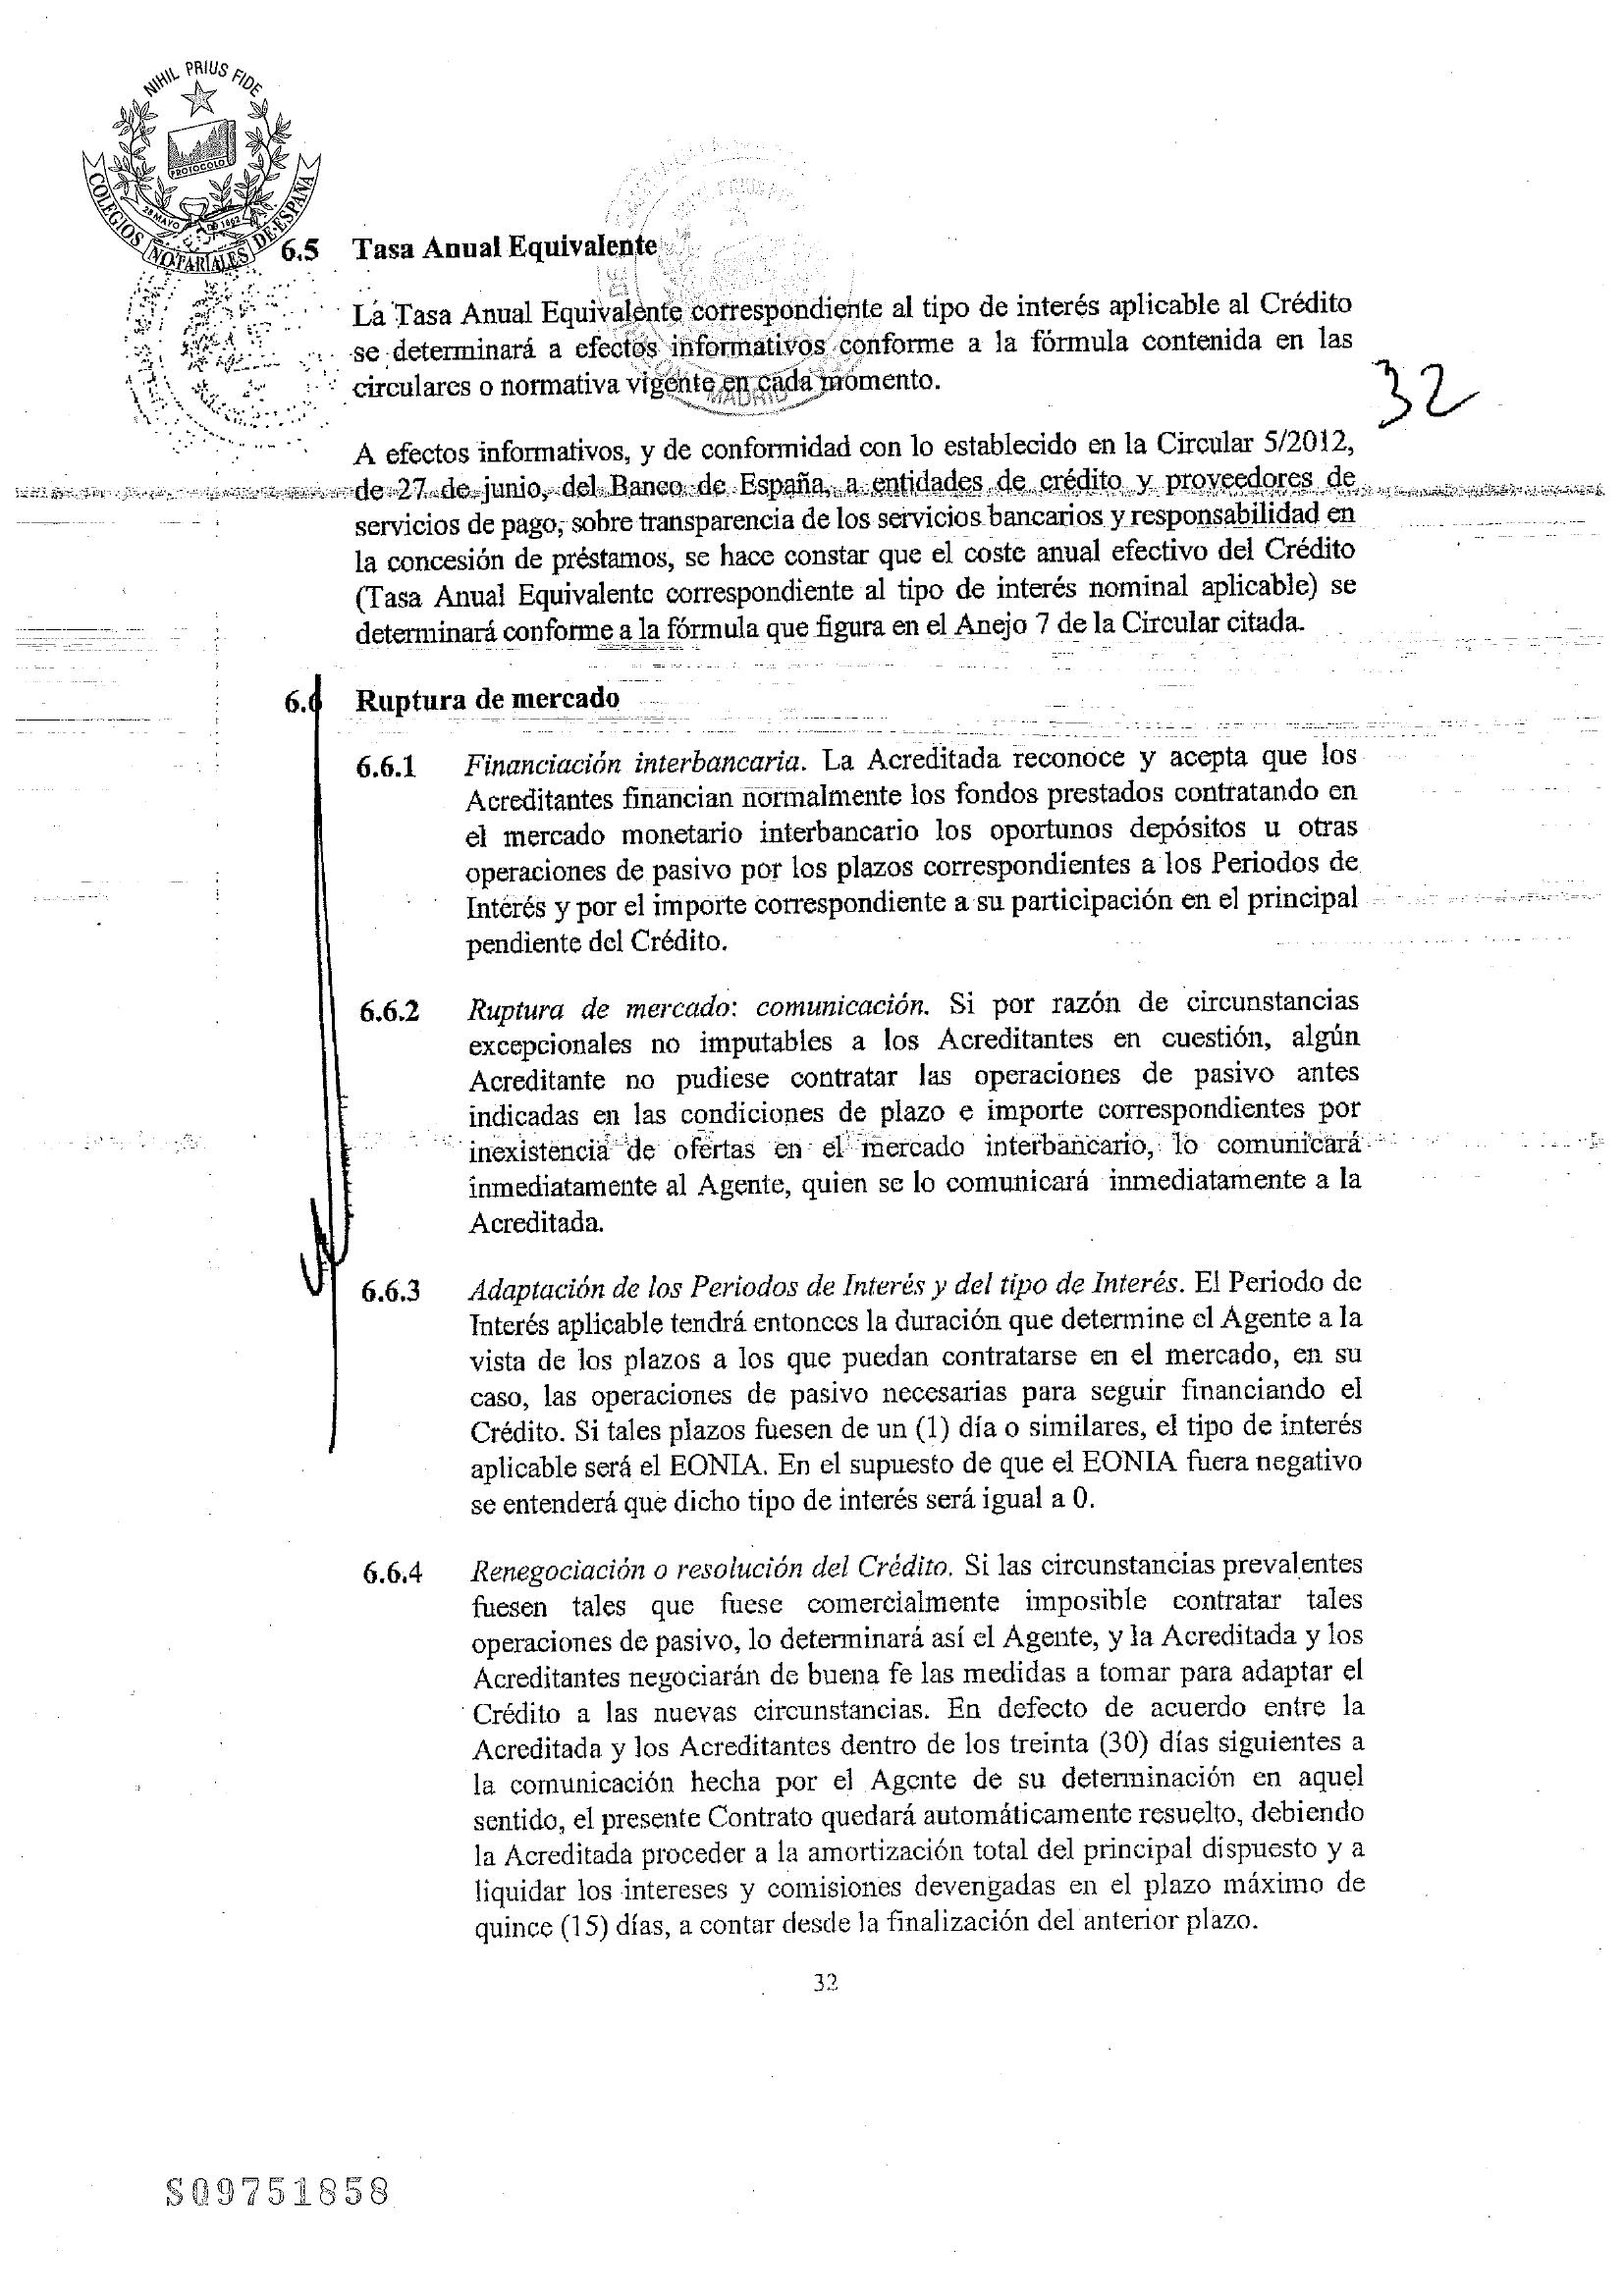 NIHIL PRIUS FIDE
PROTOCOLO
28 MAYO DE 1862
COLEGIOS NOTARIALES DE ESPAÑA
6.5 Tasa Anual Equivalente
La Tasa Anual Equivalente correspondiente al tipo de interés aplicable al Crédito
se determinará a efectos informativos conforme a la fórmula contenida en las
circulares o normativa vigente en cada momento.
MADRID
32
A efectos informativos, y de conformidad con lo establecido en la Circular 5/2012,
de 27 de junio, del Banco de España, a entidades de crédito y proveedores de
servicios de pago, sobre transparencia de los servicios bancarios y responsabilidad en
la concesión de préstamos, se hace constar que el coste anual efectivo del Crédito
(Tasa Anual Equivalente correspondiente al tipo de interés nominal aplicable) se
determinará conforme a la fórmula que figura en el Anejo 7 de la Circular citada.
6.6 Ruptura de mercado
6.6.1 Financiación interbancaria. La Acreditada reconoce y acepta que los
Acreditantes financian normalmente los fondos prestados contratando en
el mercado monetario interbancario los oportunos depósitos u otras
operaciones de pasivo por los plazos correspondientes a los Periodos de
Interés y por el importe correspondiente a su participación en el principal
pendiente del Crédito.
6.6.2 Ruptura de mercado: comunicación. Si por razón de circunstancias
excepcionales no imputables a los Acreditantes en cuestión, algún
Acreditante no pudiese contratar las operaciones de pasivo antes
indicadas en las condiciones de plazo e importe correspondientes por
inexistencia de ofertas en el mercado interbancario, lo comunicará
inmediatamente al Agente, quien se lo comunicará inmediatamente a la
Acreditada.
6.6.3 Adaptación de los Periodos de Interés y del tipo de Interés. El Periodo de
Interés aplicable tendrá entonces la duración que determine el Agente a la
vista de los plazos a los que puedan contratarse en el mercado, en su
caso, las operaciones de pasivo necesarias para seguir financiando el
Crédito. Si tales plazos fuesen de un (1) día o similares, el tipo de interés
aplicable será el EONIA. En el supuesto de que el EONIA fuera negativo
se entenderá que dicho tipo de interés será igual a 0.
6.6.4 Renegociación o resolución del Crédito. Si las circunstancias prevalentes
fuesen tales que fuese comercialmente imposible contratar tales
operaciones de pasivo, lo determinará así el Agente, y la Acreditada y los
Acreditantes negociarán de buena fe las medidas a tomar para adaptar el
Crédito a las nuevas circunstancias. En defecto de acuerdo entre la
Acreditada y los Acreditantes dentro de los treinta (30) días siguientes a
la comunicación hecha por el Agente de su determinación en aquel
sentido, el presente Contrato quedará automáticamente resuelto, debiendo
la Acreditada proceder a la amortización total del principal dispuesto y a
liquidar los intereses y comisiones devengadas en el plazo máximo de
quince (15) días, a contar desde la finalización del anterior plazo.
32
S09751858